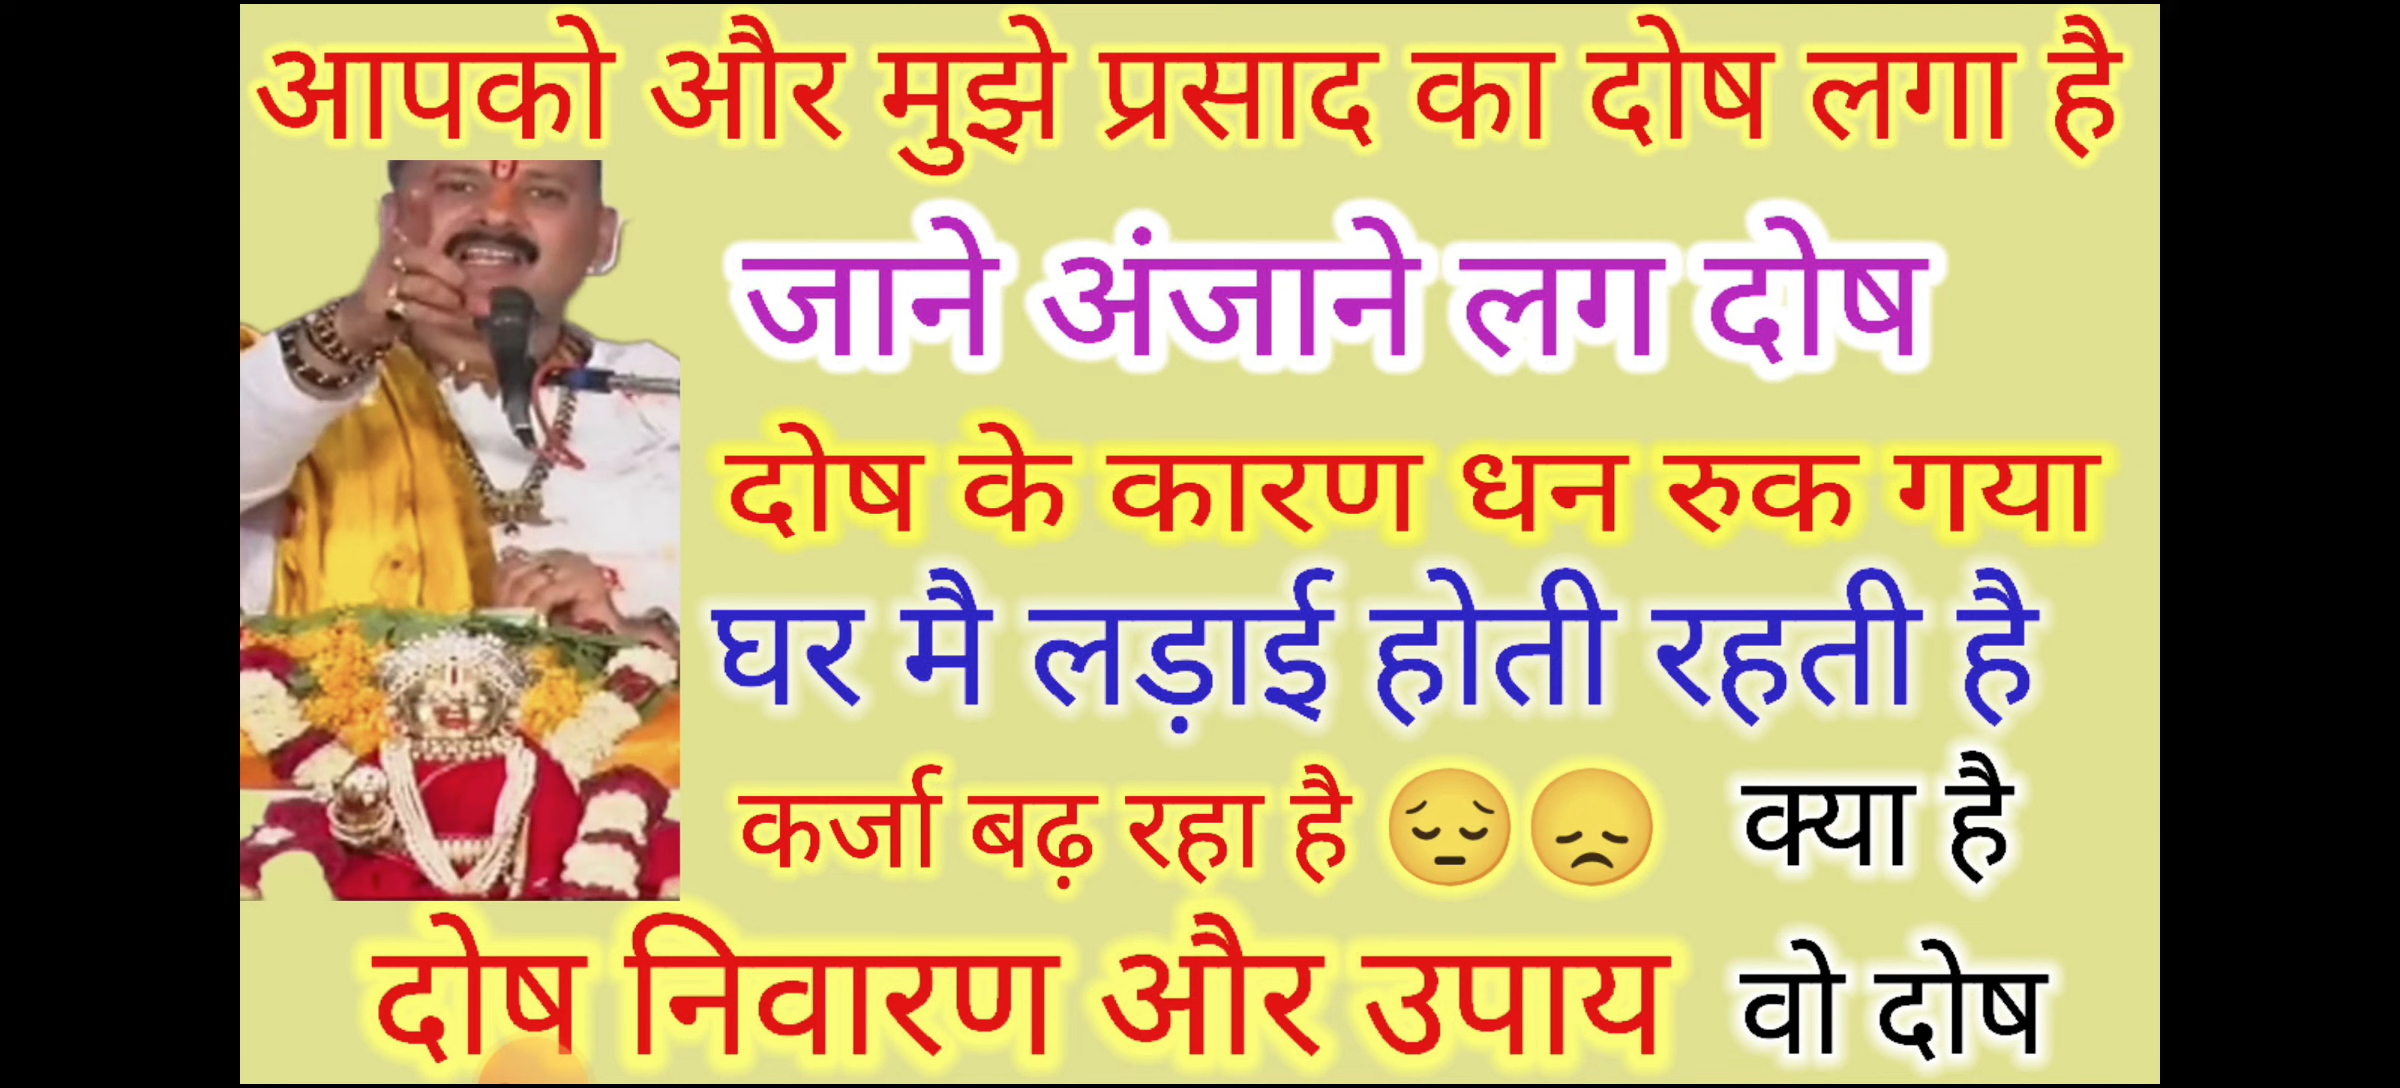 आपको और मुझे प्रसाद का दोष लगा है
जाने अंजाने लग दोष
दोष के कारण धन रुक गया
घर मै लड़ाई होती रहती है
कर्जा बढ़ रहा है 😔😞 क्या है
दोष निवारण और उपाय वो दोष